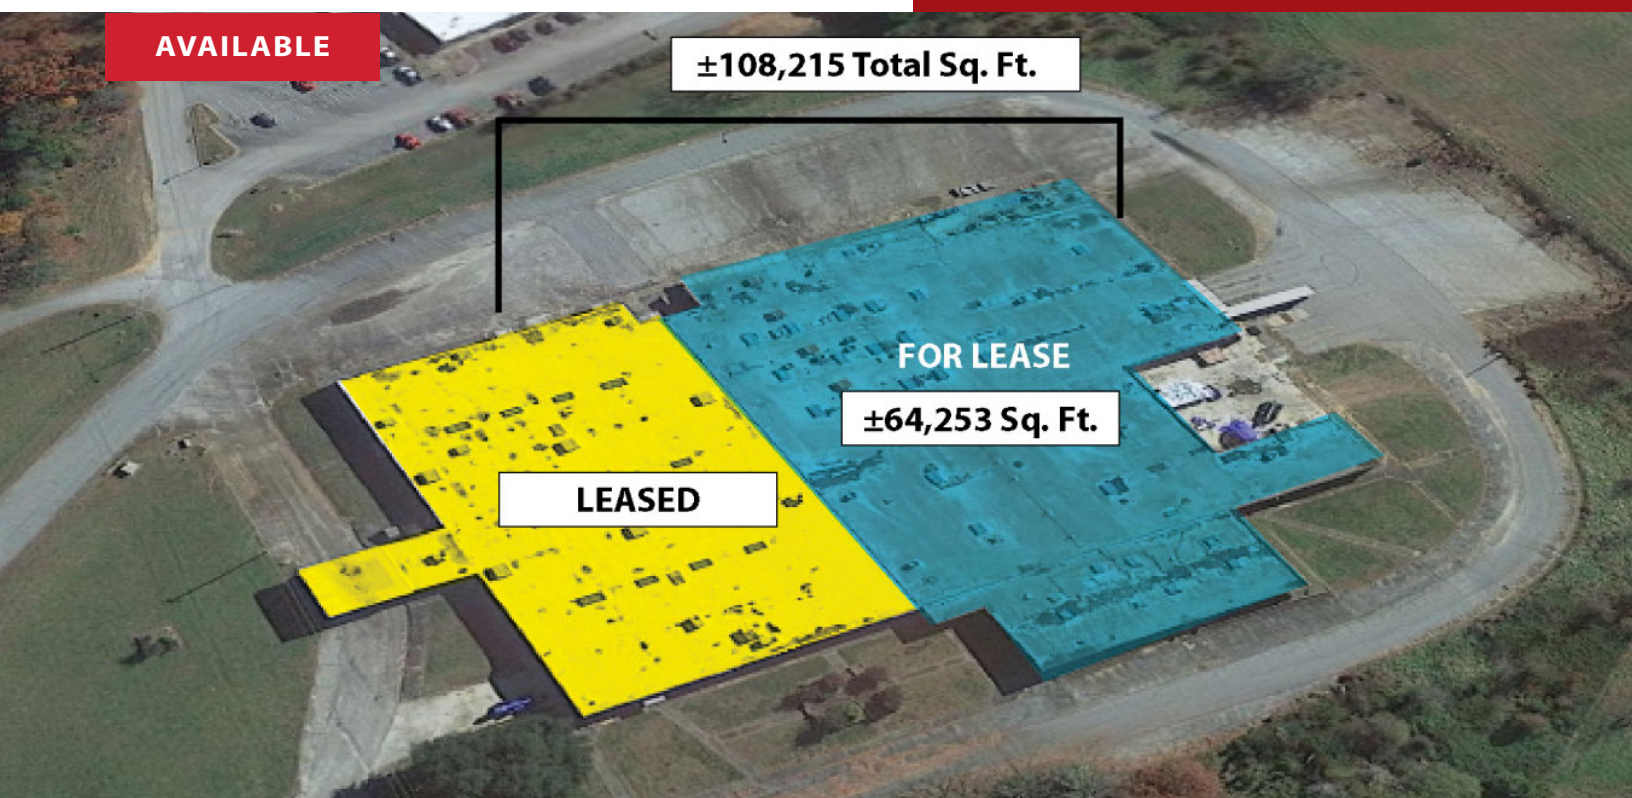 AVAILABLE
±108,215 Total Sq. Ft.
FOR LEASE
±64,253 Sq. Ft.
LEASED